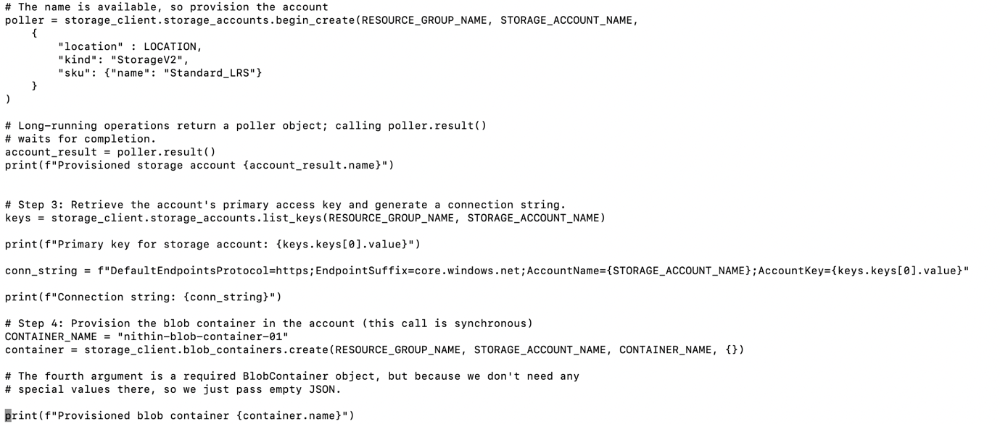 # The name is available, so provision the account
poller = storage_client.storage_accounts.begin_create(RESOURCE_GROUP_NAME, STORAGE_ACCOUNT_NAME,
    {
        "location" : LOCATION,
        "kind": "StorageV2",
        "sku": {"name": "Standard_LRS"}
    }
)

# Long-running operations return a poller object; calling poller.result()
# waits for completion.
account_result = poller.result()
print(f"Provisioned storage account {account_result.name}")


# Step 3: Retrieve the account's primary access key and generate a connection string.
keys = storage_client.storage_accounts.list_keys(RESOURCE_GROUP_NAME, STORAGE_ACCOUNT_NAME)

print(f"Primary key for storage account: {keys.keys[0].value}")

conn_string = f"DefaultEndpointsProtocol=https;EndpointSuffix=core.windows.net;AccountName={STORAGE_ACCOUNT_NAME};AccountKey={keys.keys[0].value}"

print(f"Connection string: {conn_string}")

# Step 4: Provision the blob container in the account (this call is synchronous)
CONTAINER_NAME = "nithin-blob-container-01"
container = storage_client.blob_containers.create(RESOURCE_GROUP_NAME, STORAGE_ACCOUNT_NAME, CONTAINER_NAME, {})

# The fourth argument is a required BlobContainer object, but because we don't need any
# special values there, so we just pass empty JSON.

print(f"Provisioned blob container {container.name}")